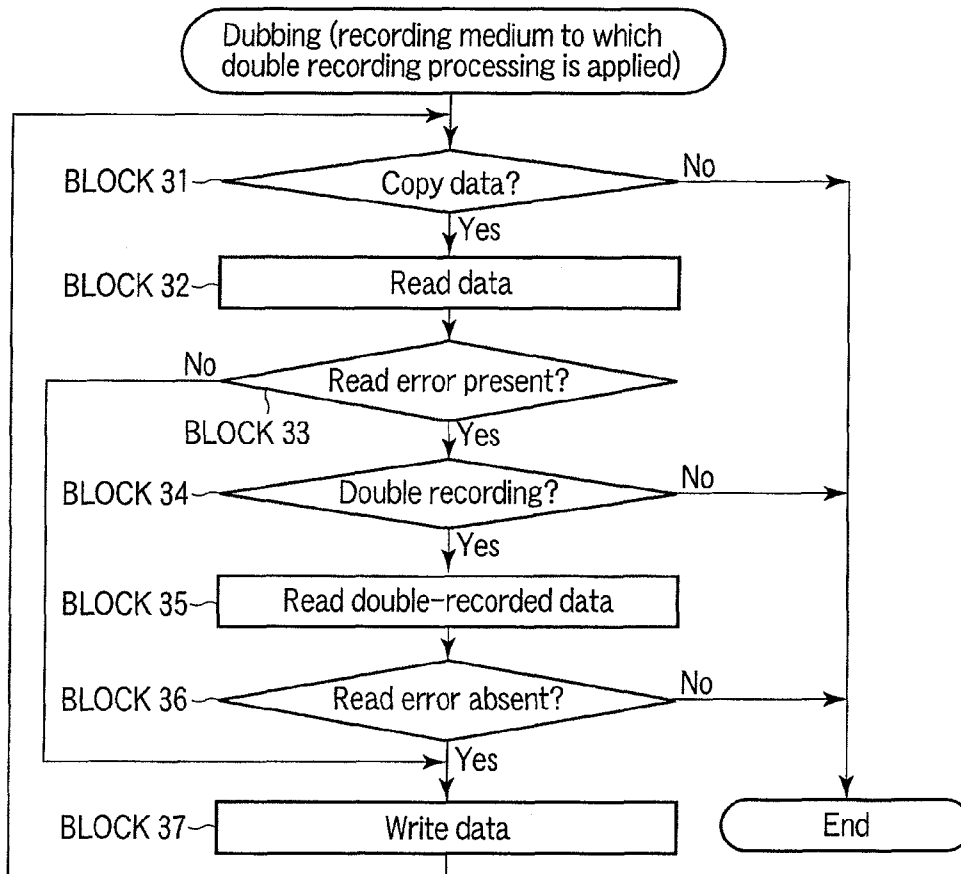 Dubbing (recording medium to which
double recording processing is applied)
BLOCK 31
Copy data?
No
Yes
BLOCK 32
Read data
No
Read error present?
BLOCK 33
Yes
BLOCK 34
Double recording?
No
Yes
BLOCK 35
Read double-recorded data
BLOCK 36
Read error absent?
No
Yes
BLOCK 37
Write data
End